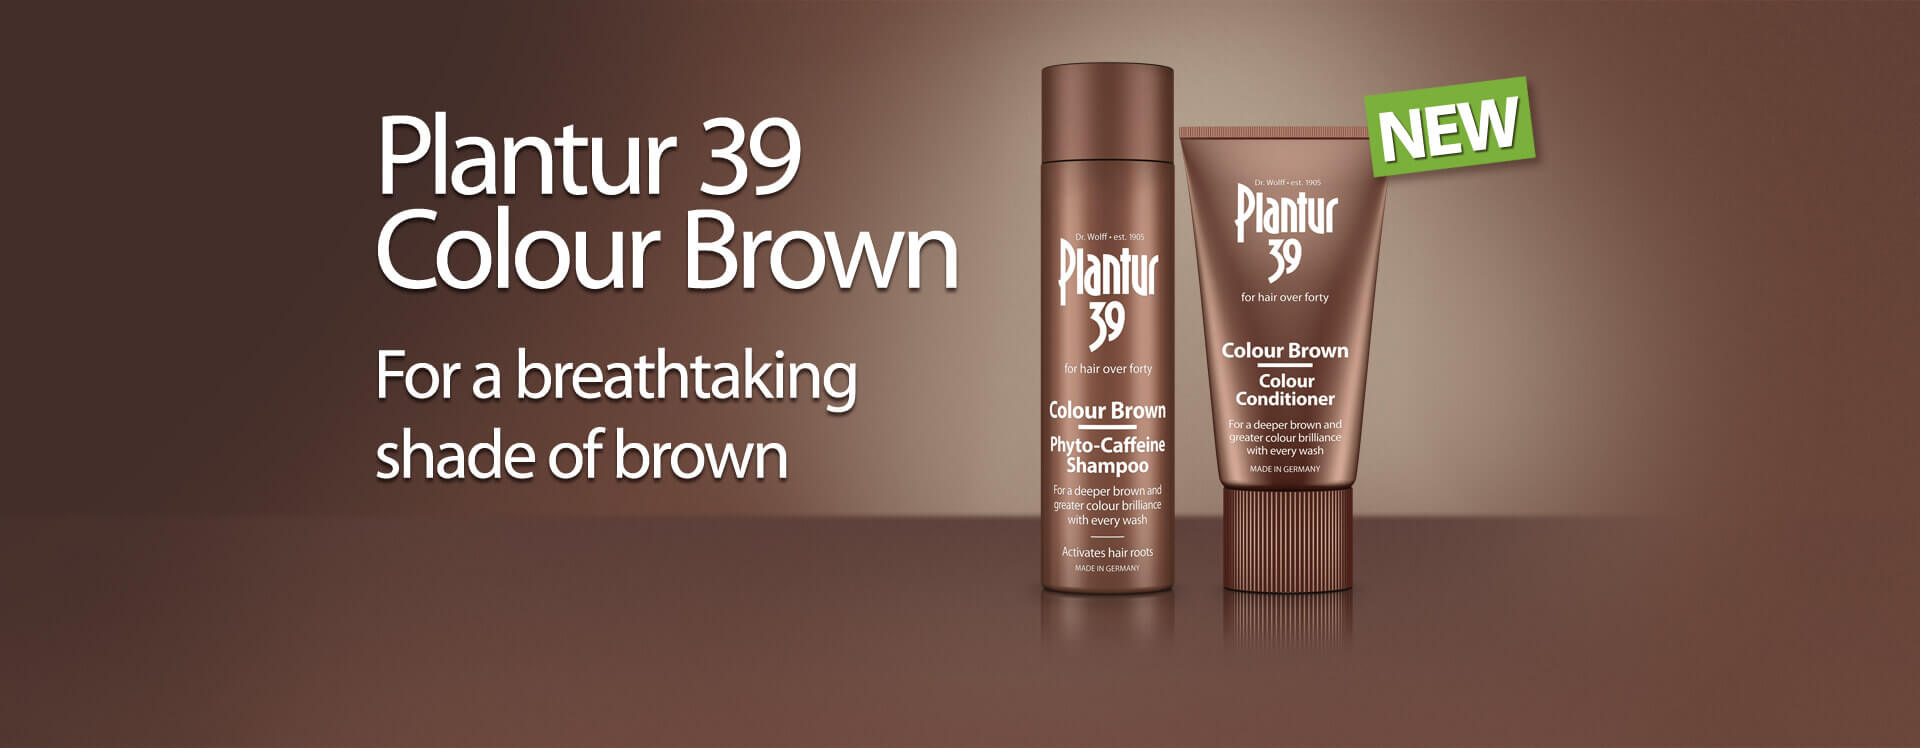 Plantur 39
Colour Brown
For a breathtaking
shade of brown
Dr. Wolff • est. 1905
Plantur
39
for hair over forty
Colour Brown
Phyto-Caffeine
Shampoo
For a deeper brown and
greater colour brilliance
with every wash
Activates hair roots
MADE IN GERMANY
Dr. Wolff • est. 1905
Plantur
39
for hair over forty
Colour Brown
Colour
Conditioner
For a deeper brown and
greater colour brilliance
with every wash
MADE IN GERMANY
NEW